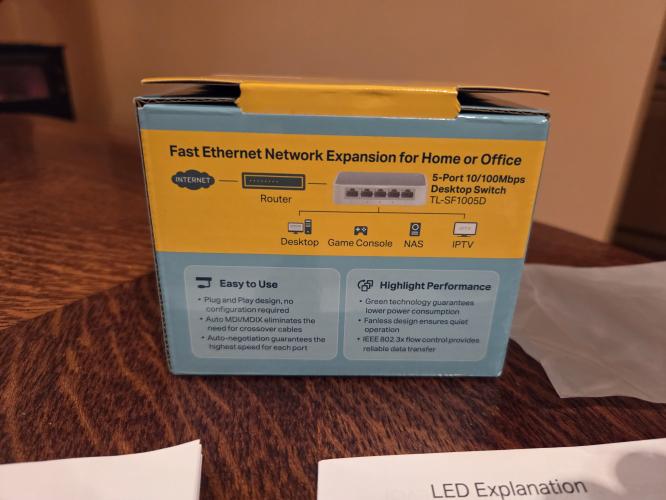 Fast Ethernet Network Expansion for Home or Office
INTERNET
Router
5-Port 10/100Mbps
Desktop Switch
TL-SF1005D
Desktop Game Console NAS IPTV
Easy to Use
• Plug and Play design, no
configuration required
• Auto MDI/MDIX eliminates the
need for crossover cables
• Auto-negotiation guarantees the
highest speed for each port
Highlight Performance
• Green technology guarantees
lower power consumption
• Fanless design ensures quiet
operation
• IEEE 802.3x flow control provides
reliable data transfer
LED Explanation